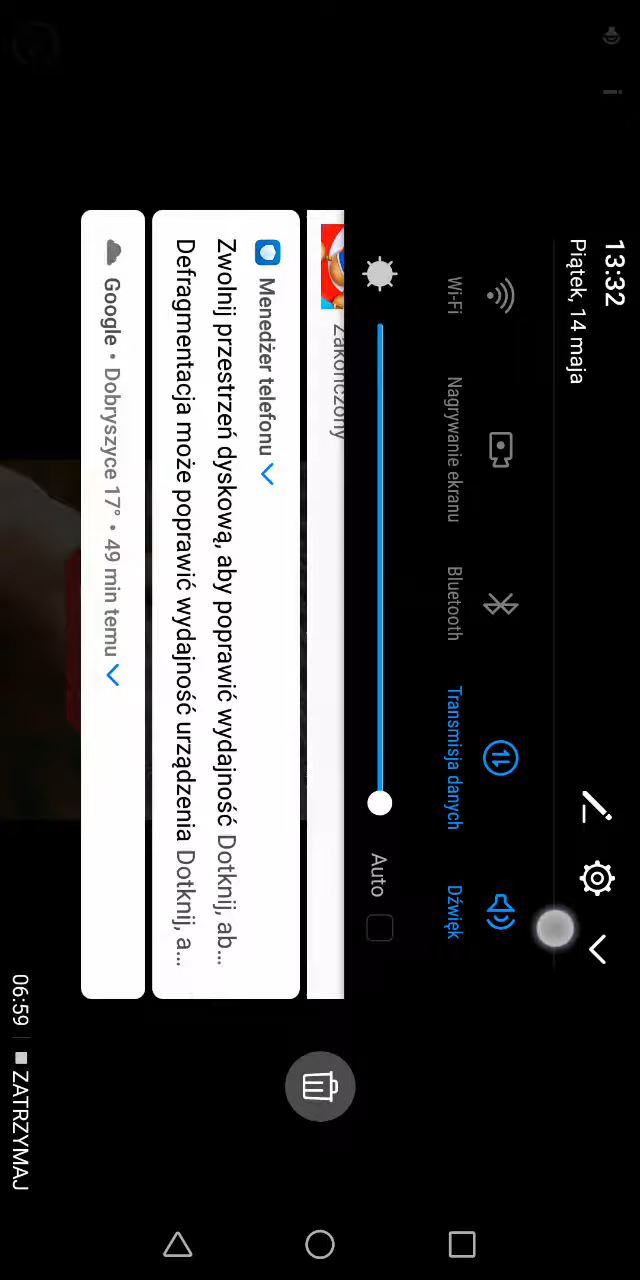 13:32
Piątek, 14 maja
Wi-Fi
Nagrywanie ekranu
Bluetooth
Transmisja danych
Dźwięk
Auto
Zakończony
Menedżer telefonu
Zwolnij przestrzeń dyskową, aby poprawić wydajność Dotknij, ab...
Defragmentacja może poprawić wydajność urządzenia Dotknij, a...
Google • Dobryszyce 17° • 49 min temu
06:59 ZATRZYMAJ